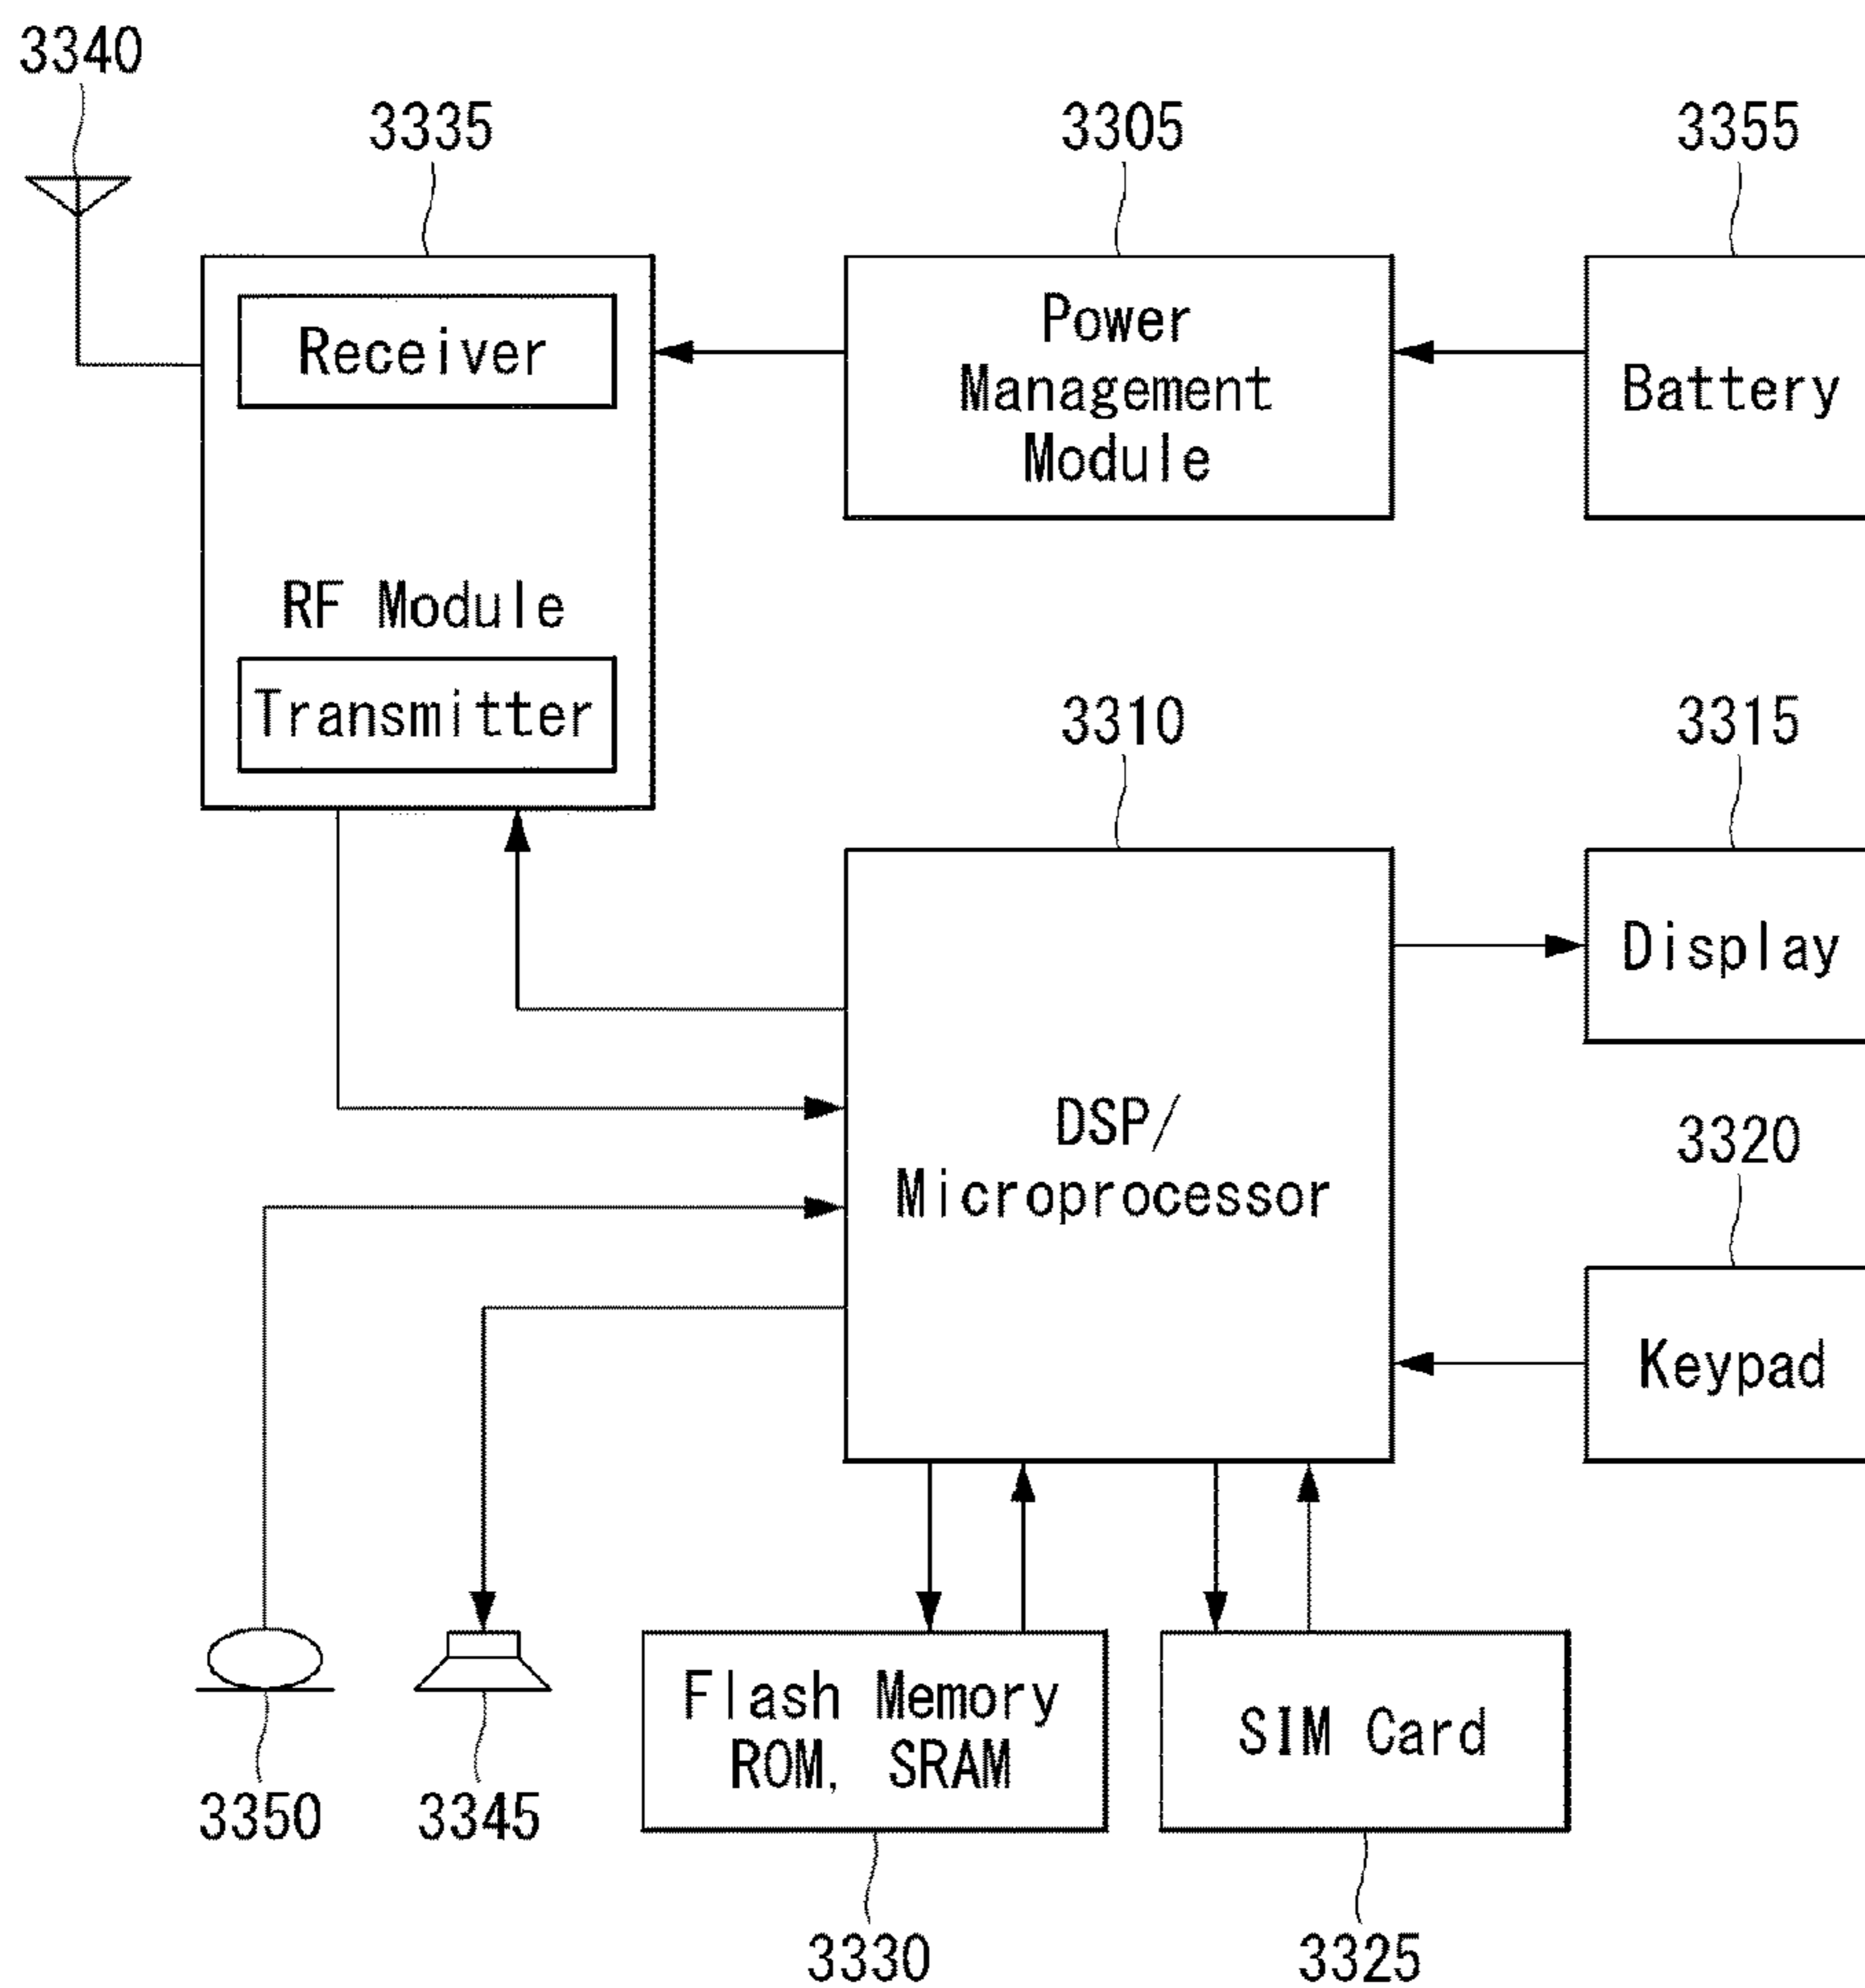 3340
3335
3305
3355
Receiver
RF Module
Transmitter
Power
Management
Module
Battery
3310
3315
DSP/
Microprocessor
Display
3320
Keypad
3350
3345
Flash Memory
ROM, SRAM
SIM Card
3330
3325